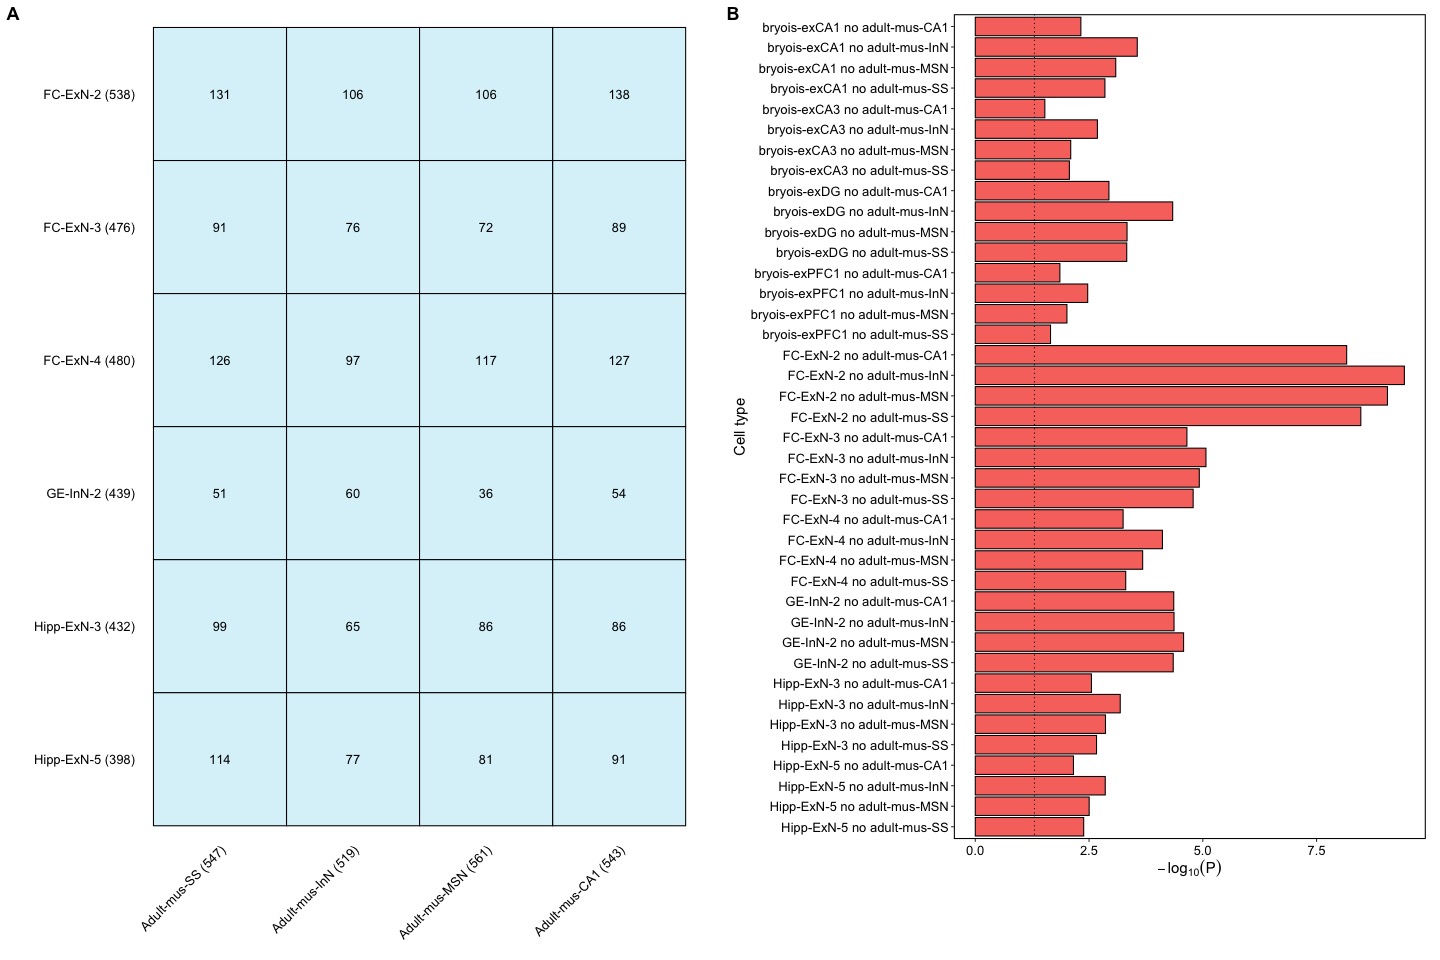 A
FC-ExN-2 (538)
131 106 106 138
FC-ExN-3 (476)
91 76 72 89
FC-ExN-4 (480)
126 97 117 127
GE-InN-2 (439)
51 60 36 54
Hipp-ExN-3 (432)
99 65 86 86
Hipp-ExN-5 (398)
114 77 81 91
Adult-mus-SS (547)
Adult-mus-InN (519)
Adult-mus-MSN (561)
Adult-mus-CA1 (543)
B
Cell type
bryois-exCA1 no adult-mus-CA1
bryois-exCA1 no adult-mus-InN
bryois-exCA1 no adult-mus-MSN
bryois-exCA1 no adult-mus-SS
bryois-exCA3 no adult-mus-CA1
bryois-exCA3 no adult-mus-InN
bryois-exCA3 no adult-mus-MSN
bryois-exCA3 no adult-mus-SS
bryois-exDG no adult-mus-CA1
bryois-exDG no adult-mus-InN
bryois-exDG no adult-mus-MSN
bryois-exDG no adult-mus-SS
bryois-exPFC1 no adult-mus-CA1
bryois-exPFC1 no adult-mus-InN
bryois-exPFC1 no adult-mus-MSN
bryois-exPFC1 no adult-mus-SS
FC-ExN-2 no adult-mus-CA1
FC-ExN-2 no adult-mus-InN
FC-ExN-2 no adult-mus-MSN
FC-ExN-2 no adult-mus-SS
FC-ExN-3 no adult-mus-CA1
FC-ExN-3 no adult-mus-InN
FC-ExN-3 no adult-mus-MSN
FC-ExN-3 no adult-mus-SS
FC-ExN-4 no adult-mus-CA1
FC-ExN-4 no adult-mus-InN
FC-ExN-4 no adult-mus-MSN
FC-ExN-4 no adult-mus-SS
GE-InN-2 no adult-mus-CA1
GE-InN-2 no adult-mus-InN
GE-InN-2 no adult-mus-MSN
GE-InN-2 no adult-mus-SS
Hipp-ExN-3 no adult-mus-CA1
Hipp-ExN-3 no adult-mus-InN
Hipp-ExN-3 no adult-mus-MSN
Hipp-ExN-3 no adult-mus-SS
Hipp-ExN-5 no adult-mus-CA1
Hipp-ExN-5 no adult-mus-InN
Hipp-ExN-5 no adult-mus-MSN
Hipp-ExN-5 no adult-mus-SS
0.0 2.5 5.0 7.5
−log₁₀(P)